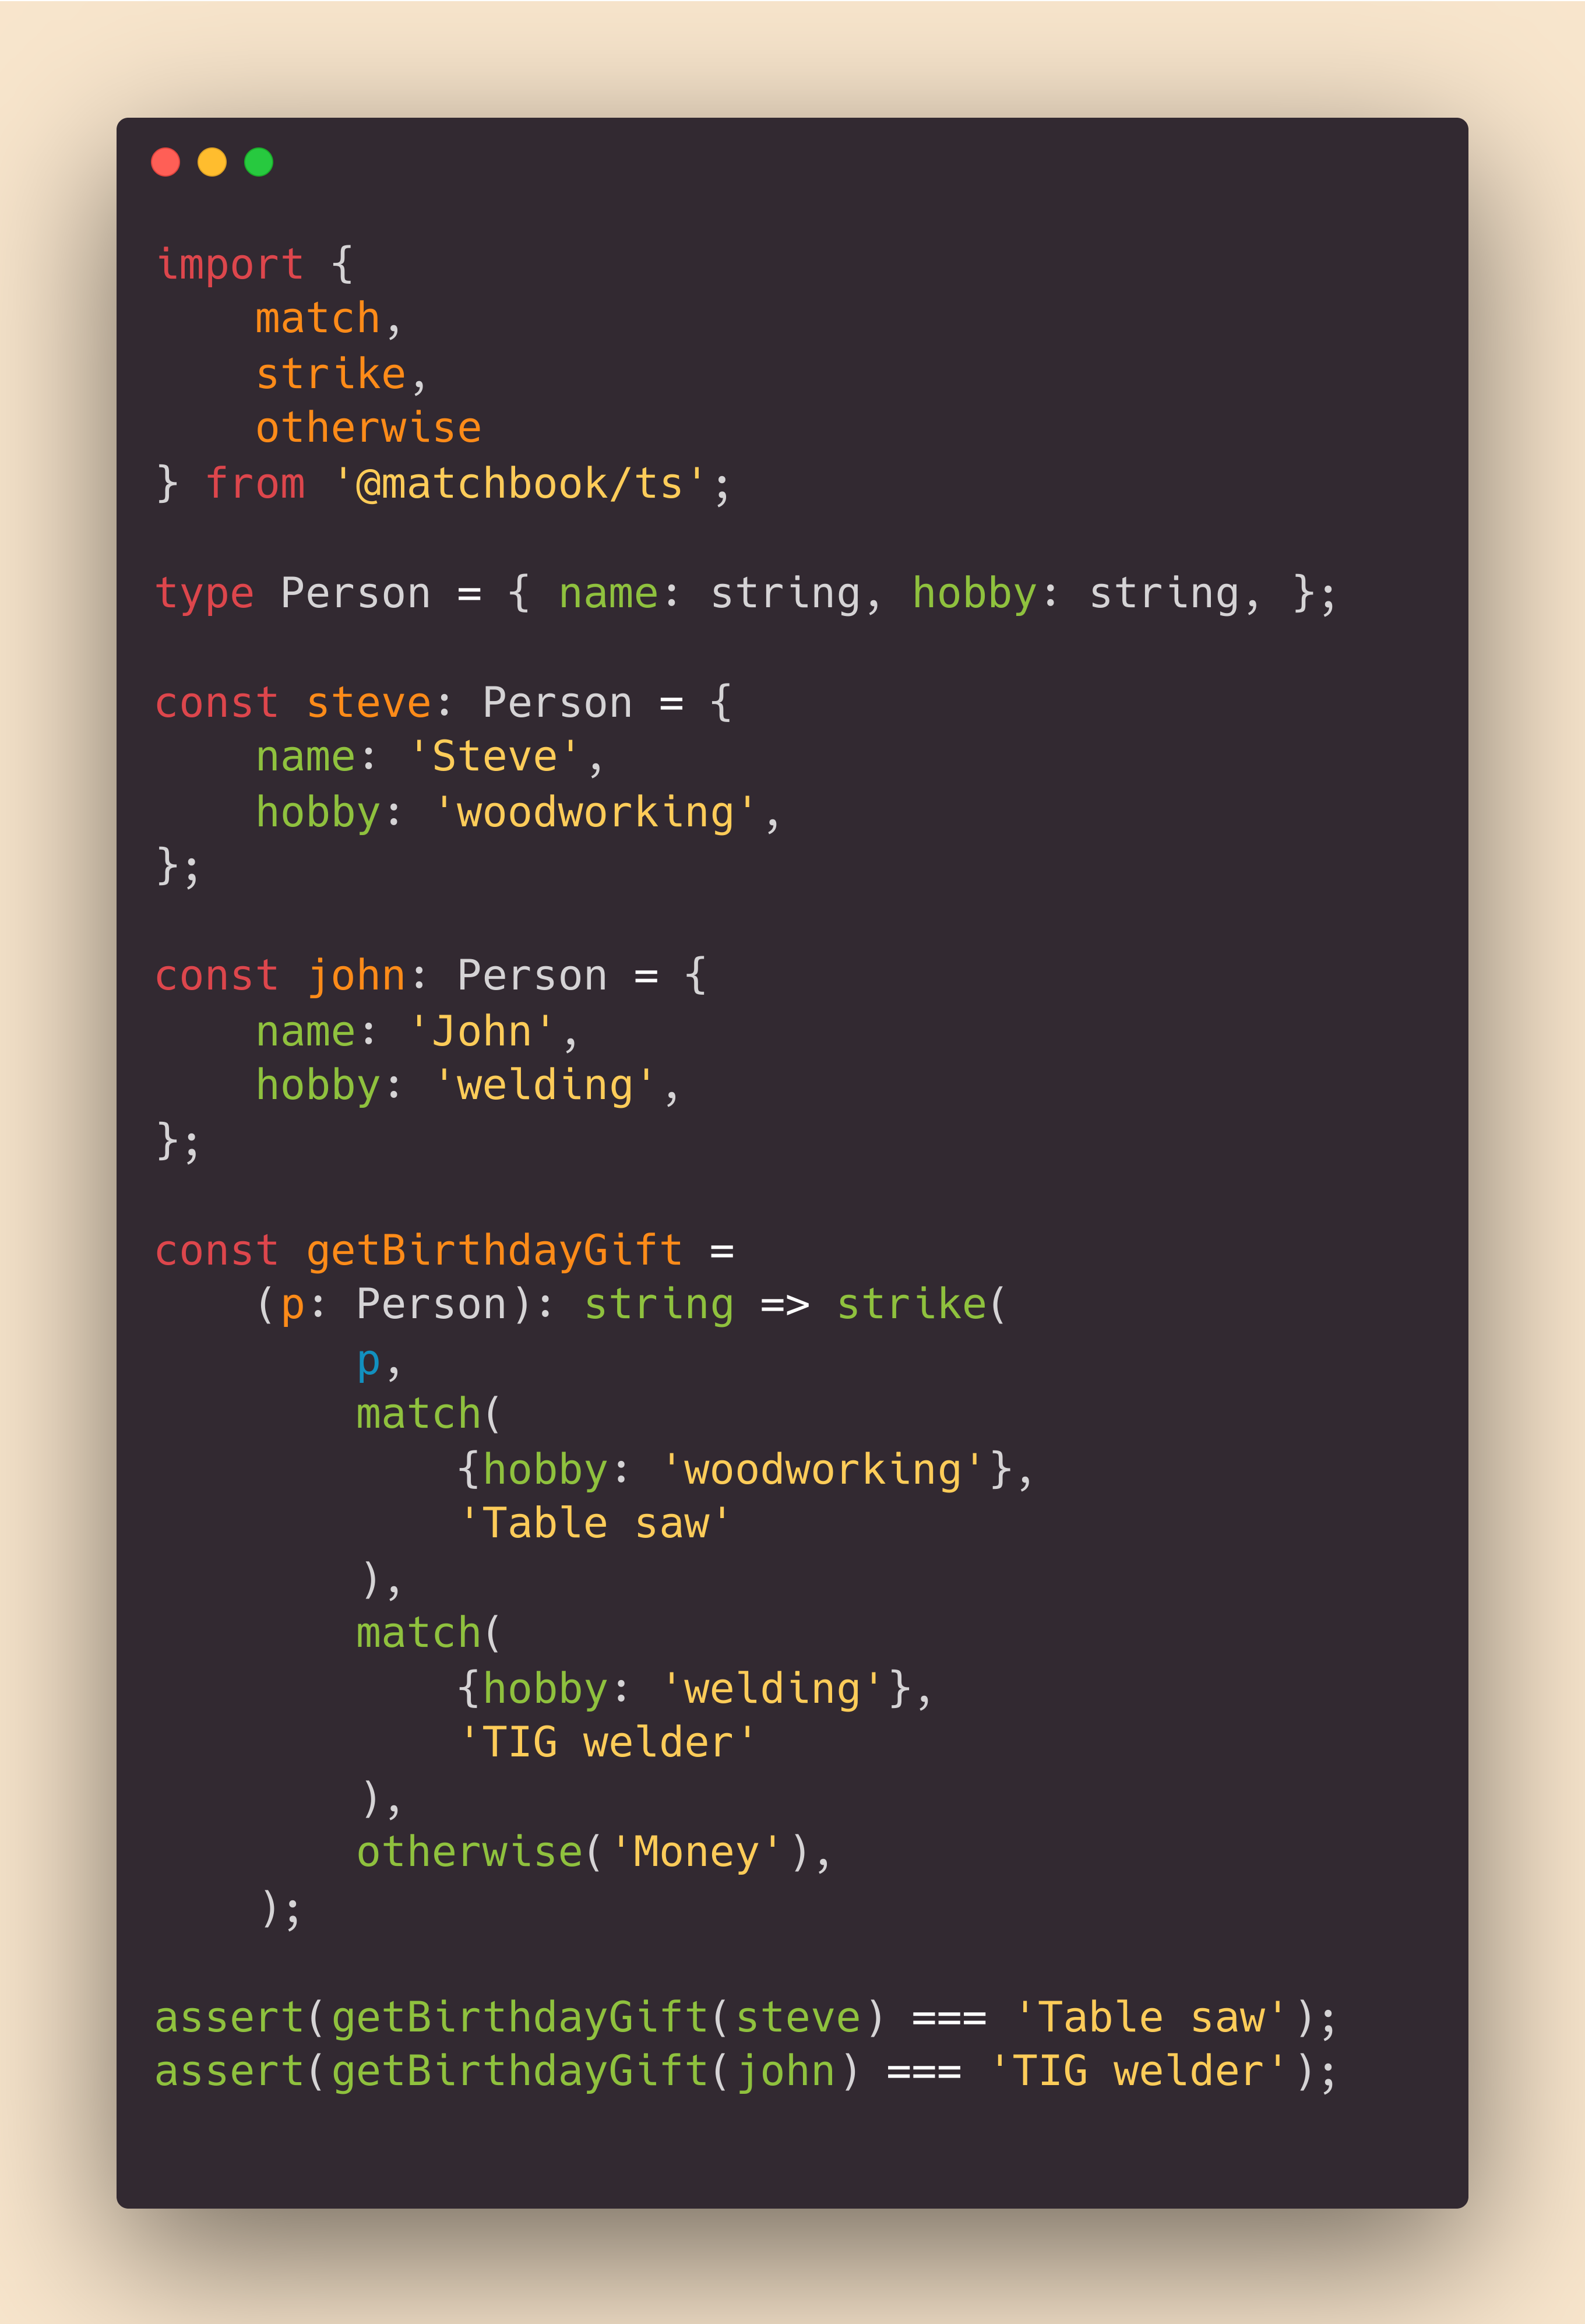 import {
    match,
    strike,
    otherwise
} from '@matchbook/ts';

type Person = { name: string, hobby: string, };

const steve: Person = {
    name: 'Steve',
    hobby: 'woodworking',
};

const john: Person = {
    name: 'John',
    hobby: 'welding',
};

const getBirthdayGift =
    (p: Person): string => strike(
        p,
        match(
            {hobby: 'woodworking'},
            'Table saw'
        ),
        match(
            {hobby: 'welding'},
            'TIG welder'
        ),
        otherwise('Money'),
    );

assert(getBirthdayGift(steve) === 'Table saw');
assert(getBirthdayGift(john) === 'TIG welder');